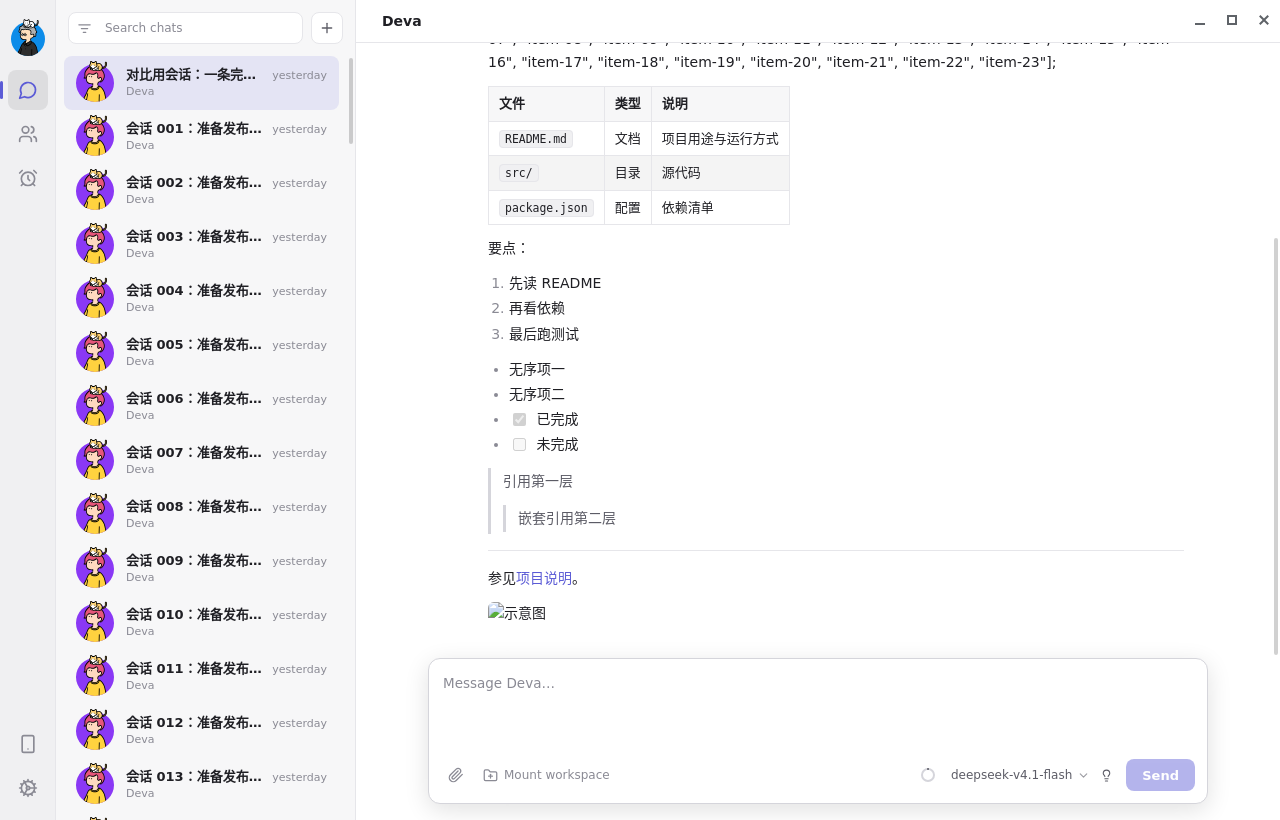 Search chats
对比用会话：一条完… yesterday
Deva
会话 001：准备发布… yesterday
Deva
会话 002：准备发布… yesterday
Deva
会话 003：准备发布… yesterday
Deva
会话 004：准备发布… yesterday
Deva
会话 005：准备发布… yesterday
Deva
会话 006：准备发布… yesterday
Deva
会话 007：准备发布… yesterday
Deva
会话 008：准备发布… yesterday
Deva
会话 009：准备发布… yesterday
Deva
会话 010：准备发布… yesterday
Deva
会话 011：准备发布… yesterday
Deva
会话 012：准备发布… yesterday
Deva
会话 013：准备发布… yesterday
Deva
Deva
16", "item-17", "item-18", "item-19", "item-20", "item-21", "item-22", "item-23"];
文件 类型 说明
README.md 文档 项目用途与运行方式
src/ 目录 源代码
package.json 配置 依赖清单
要点：
1. 先读 README
2. 再看依赖
3. 最后跑测试
• 无序项一
• 无序项二
• 已完成
• 未完成
引用第一层
嵌套引用第二层
参见项目说明。
示意图
Message Deva…
Mount workspace
deepseek-v4.1-flash
Send